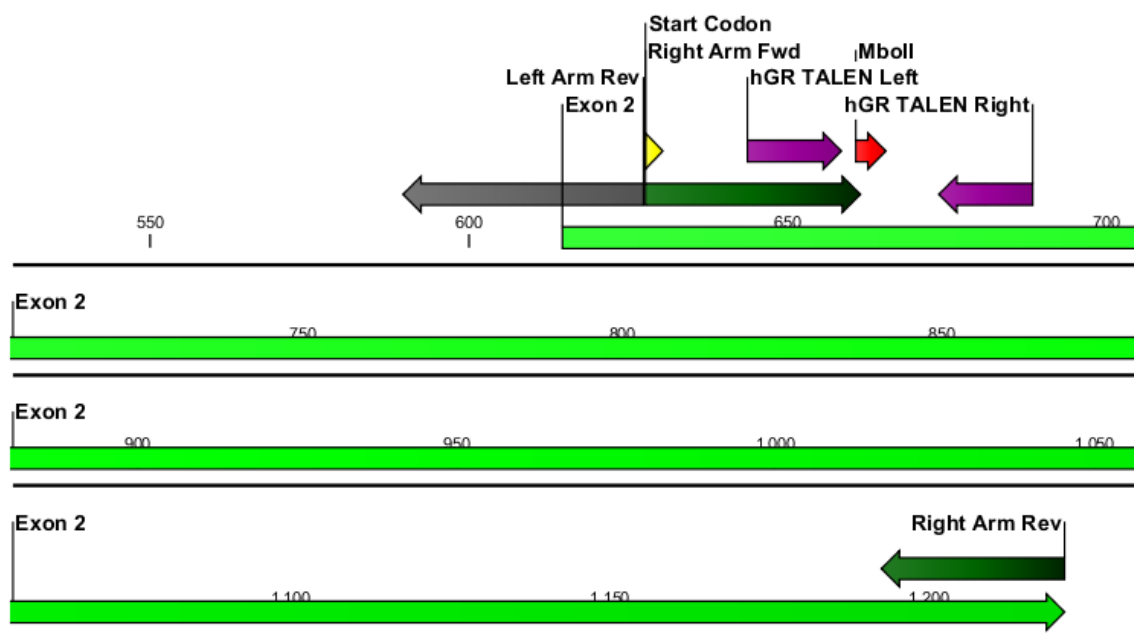 Start Codon
Right Arm Fwd MboII
Left Arm Rev hGR TALEN Left
Exon 2 hGR TALEN Right
550 600 650 700
Exon 2
750 800 850
Exon 2
900 950 1,000 1,050
Exon 2 Right Arm Rev
1,100 1,150 1,200